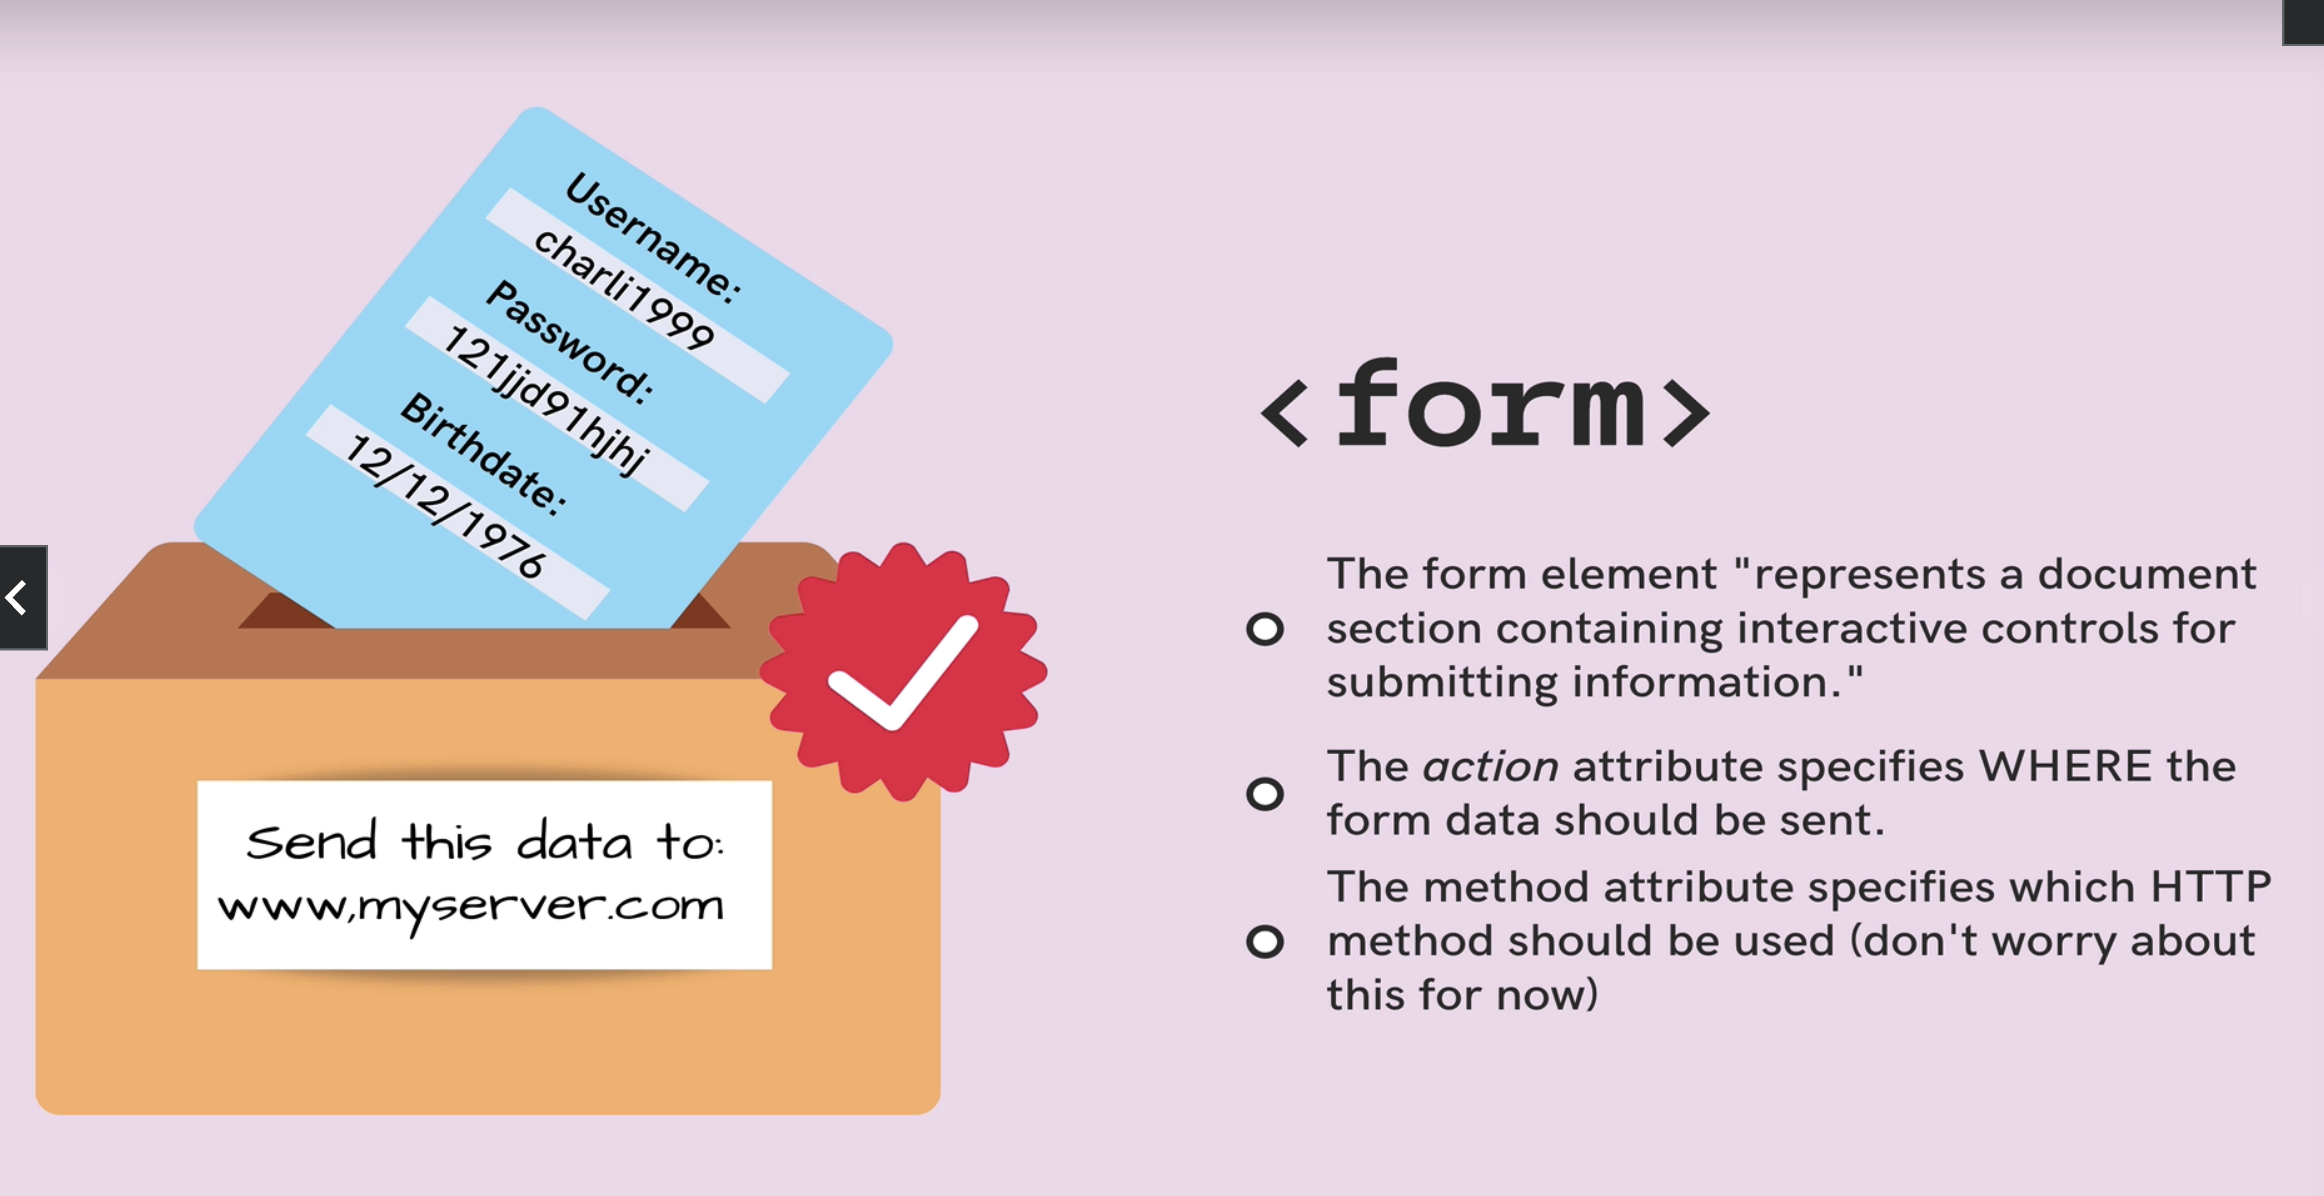 Username:
charli1999
Password:
121jjd91hjhj
Birthdate:
12/12/1976
Send this data to:
www,myserver.com
<form>
The form element "represents a document
section containing interactive controls for
submitting information."
The action attribute specifies WHERE the
form data should be sent.
The method attribute specifies which HTTP
method should be used (don't worry about
this for now)